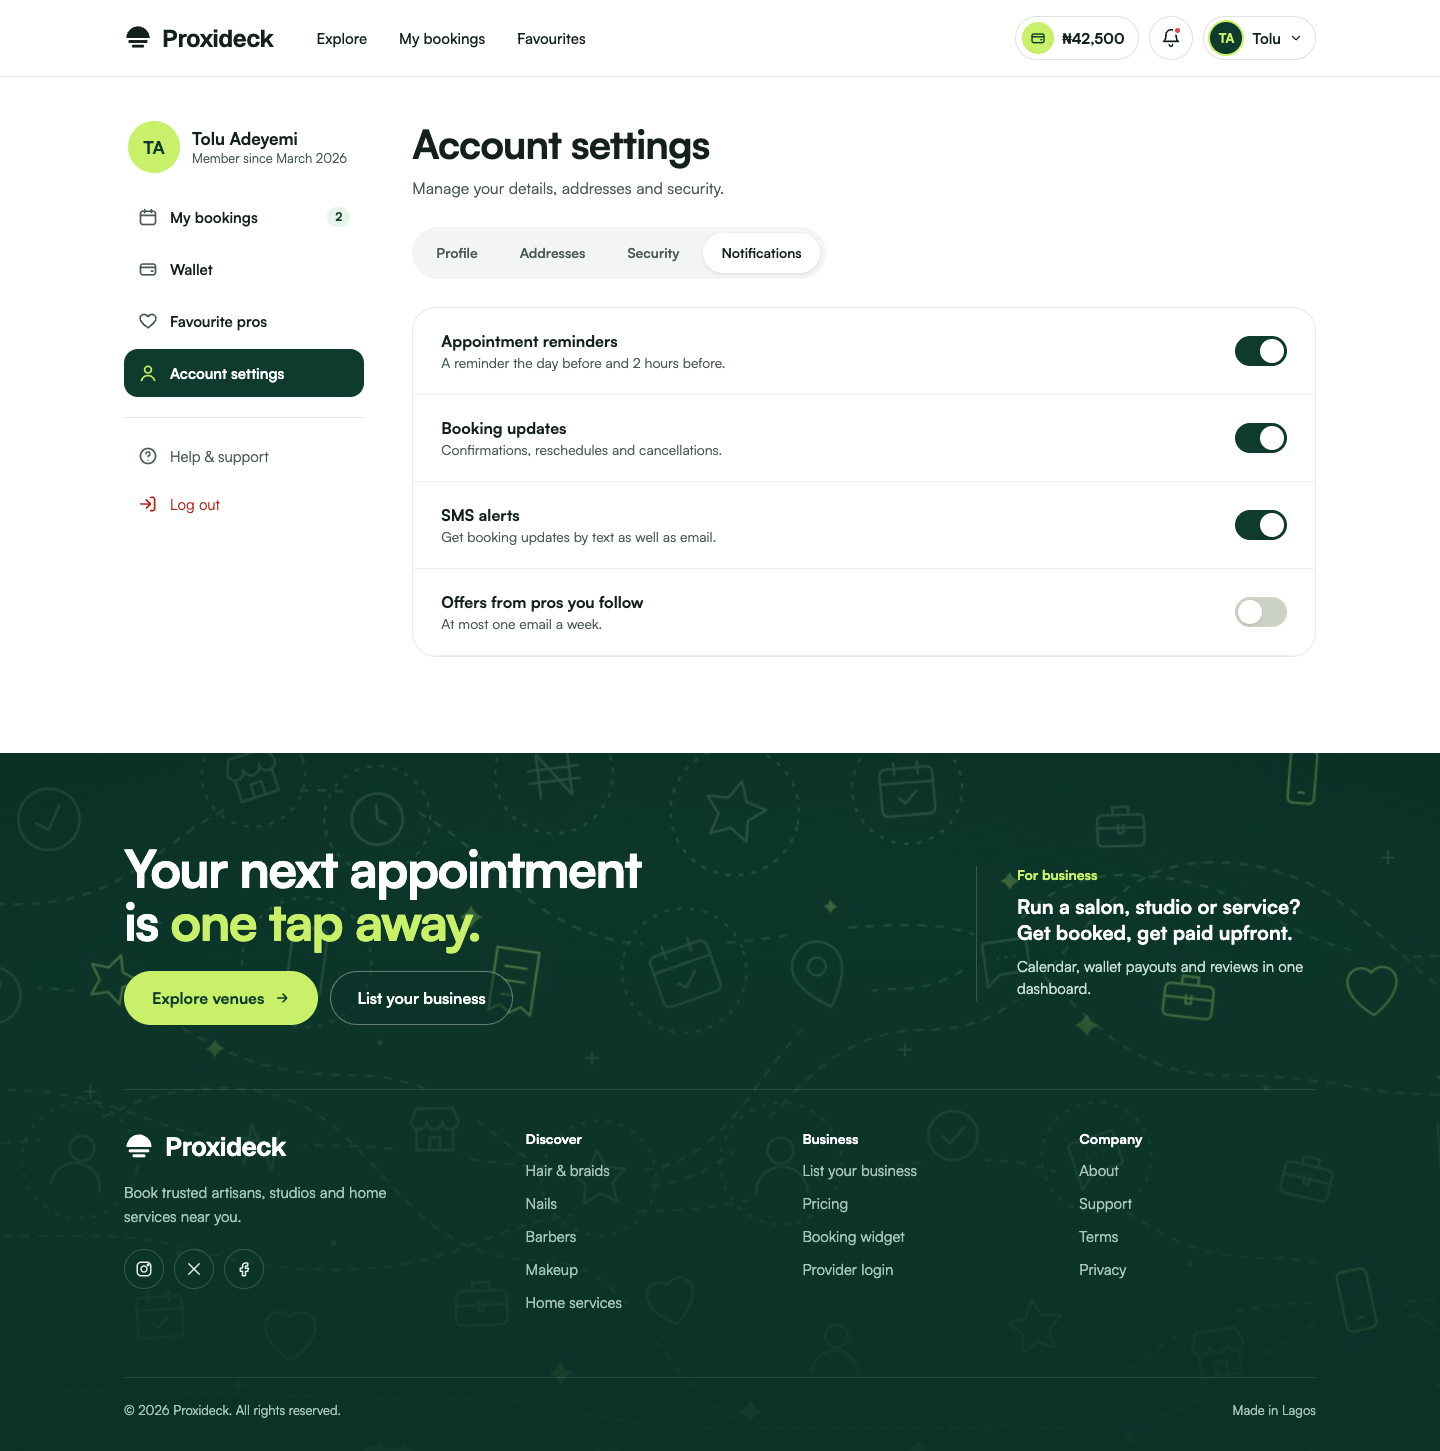 Proxideck
Explore
My bookings
Favourites
₦42,500
TA
Tolu
TA
Tolu Adeyemi
Member since March 2026
My bookings
2
Wallet
Favourite pros
Account settings
Help & support
Log out
Account settings
Manage your details, addresses and security.
Profile
Addresses
Security
Notifications
Appointment reminders
A reminder the day before and 2 hours before.
Booking updates
Confirmations, reschedules and cancellations.
SMS alerts
Get booking updates by text as well as email.
Offers from pros you follow
At most one email a week.
Your next appointment
is one tap away.
Explore venues
List your business
For business
Run a salon, studio or service?
Get booked, get paid upfront.
Calendar, wallet payouts and reviews in one
dashboard.
Proxideck
Book trusted artisans, studios and home
services near you.
Discover
Hair & braids
Nails
Barbers
Makeup
Home services
Business
List your business
Pricing
Booking widget
Provider login
Company
About
Support
Terms
Privacy
© 2026 Proxideck. All rights reserved.
Made in Lagos